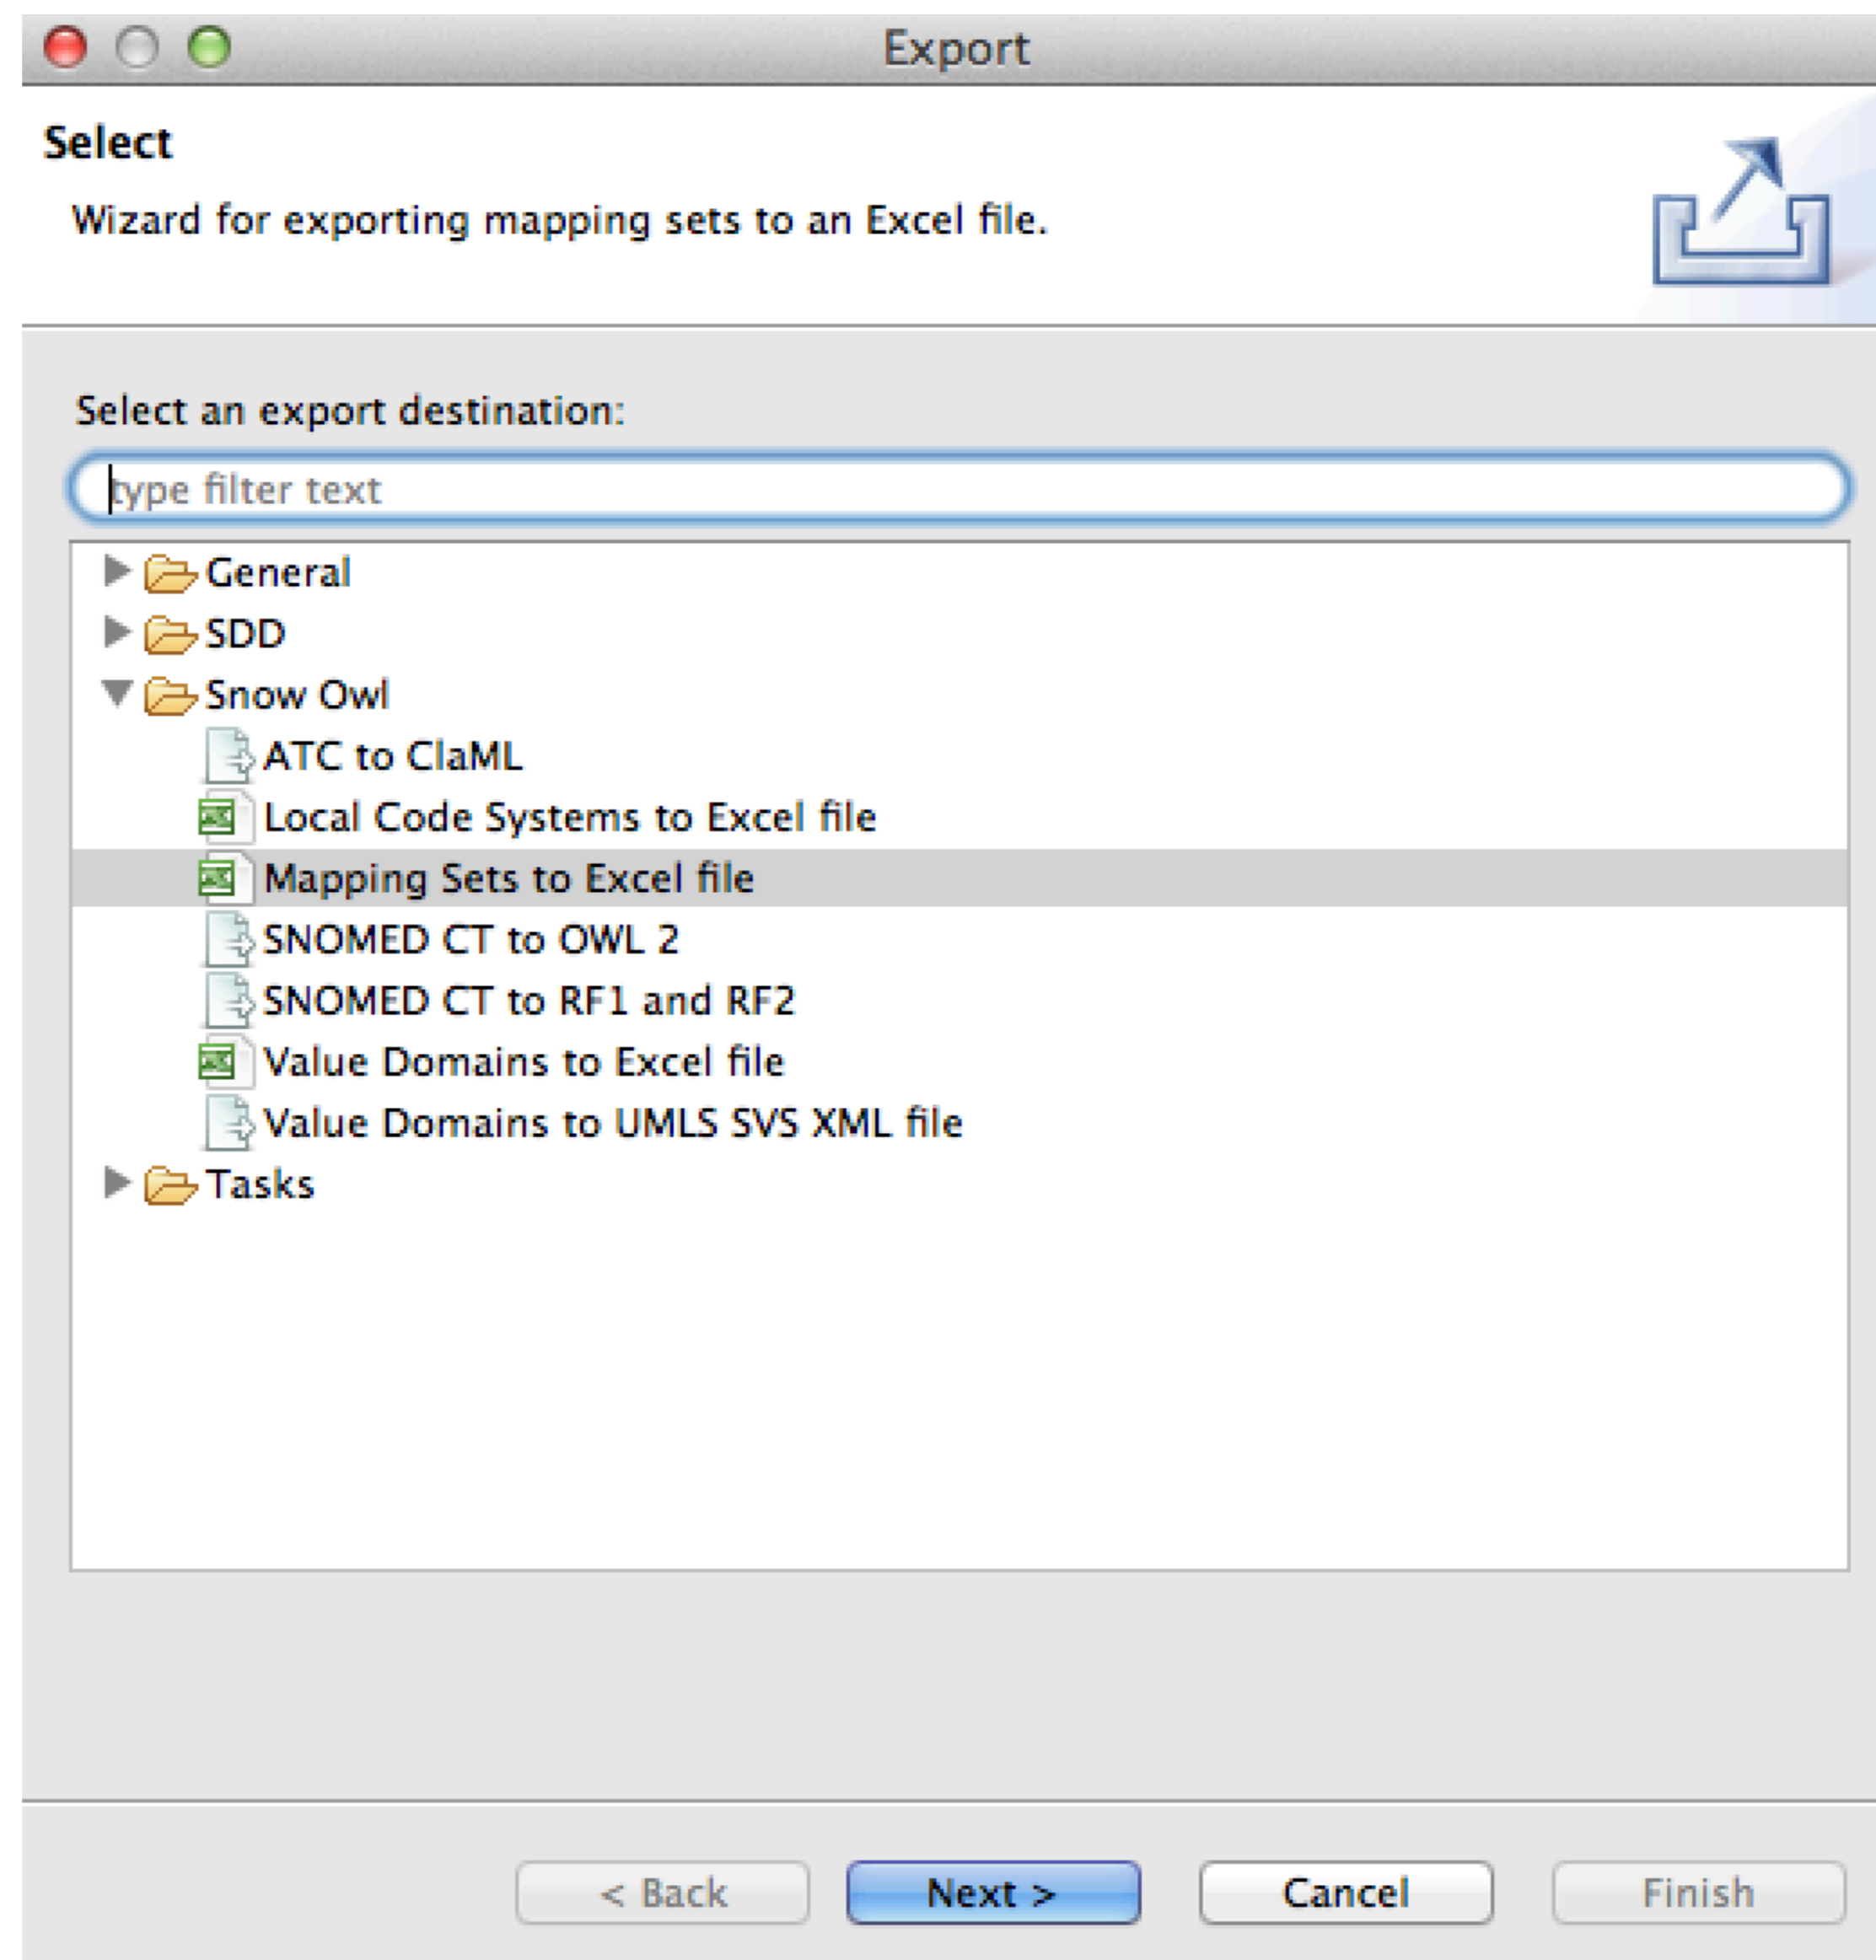 Export
Select
Wizard for exporting mapping sets to an Excel file.
Select an export destination:
type filter text
General
SDD
Snow Owl
ATC to ClaML
Local Code Systems to Excel file
Mapping Sets to Excel file
SNOMED CT to OWL 2
SNOMED CT to RF1 and RF2
Value Domains to Excel file
Value Domains to UMLS SVS XML file
Tasks
< Back Next > Cancel Finish